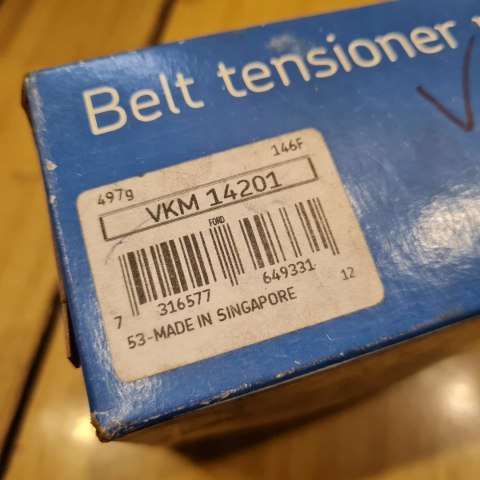 Belt tensioner
497g
146F
VKM 14201
FORD
7 316577 649331
12
53-MADE IN SINGAPORE